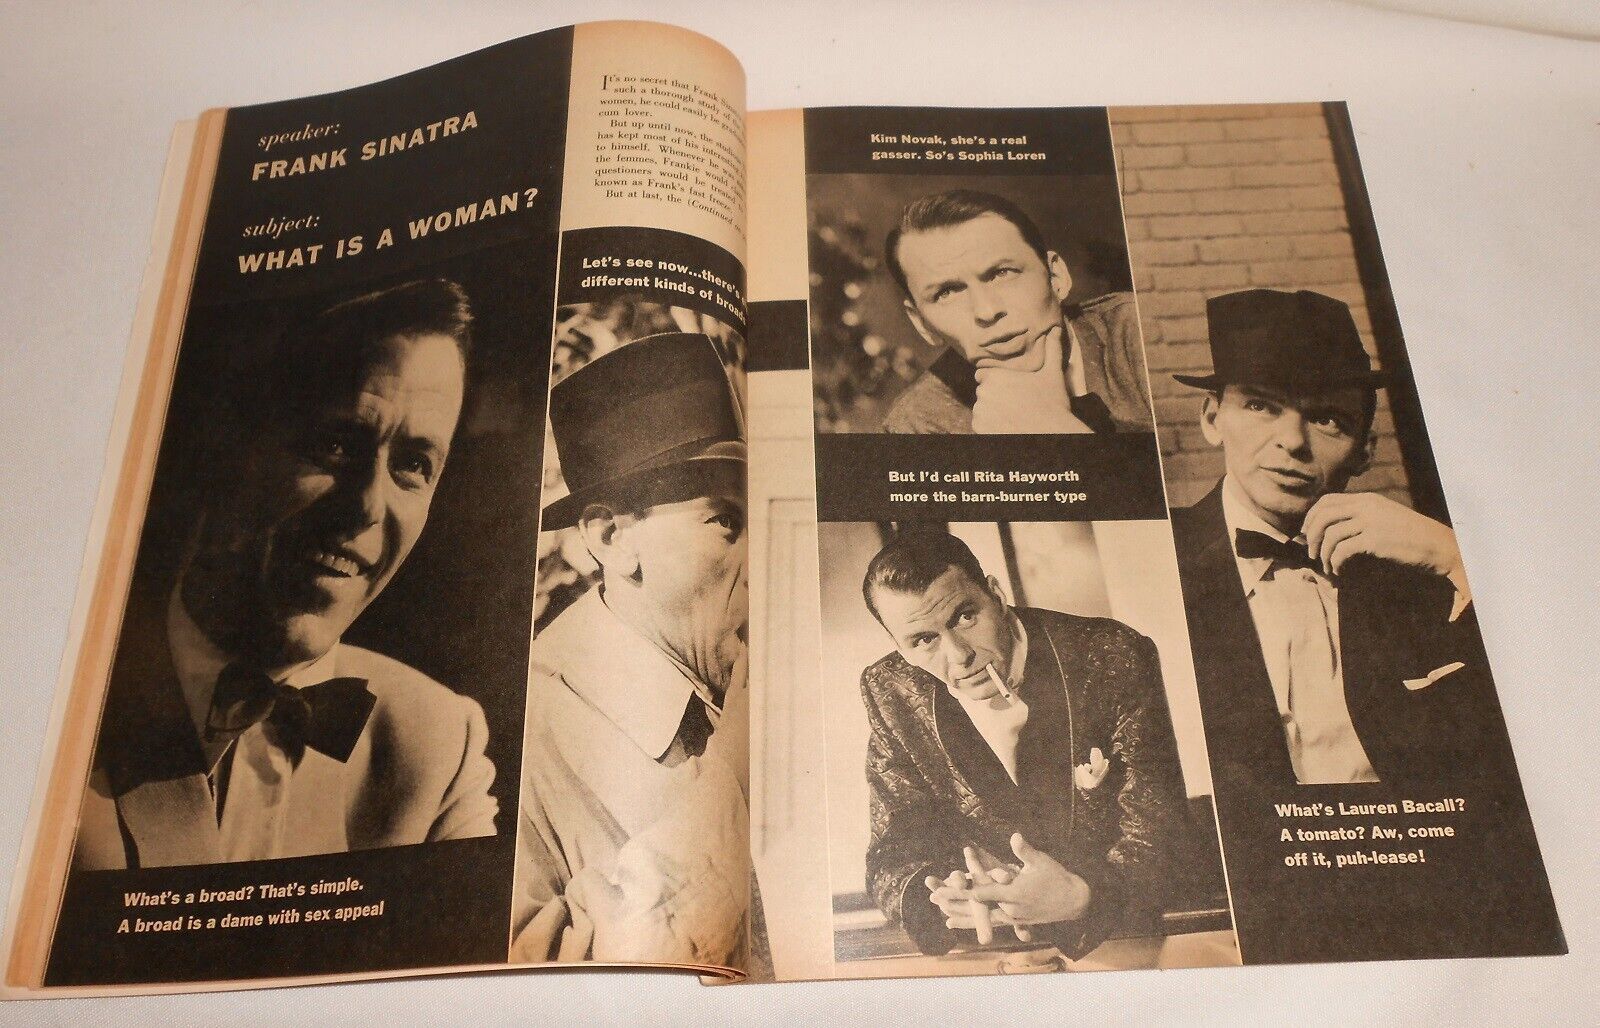 speaker:
FRANK SINATRA
subject:
WHAT IS A WOMAN?
What's a broad? That's simple.
A broad is a dame with sex appeal
It's no secret that Frank
such a thorough study of
women, he could easily be
cum lover.
But up until now, the
has kept most of his
to himself. Whenever he was
the femmes, Frankie would
questioners would be treated
known as Frank's fast freeze.
But at last, the (Continued
Let's see now...there's
different kinds of
Kim Novak, she's a real
gasser. So's Sophia Loren
But I'd call Rita Hayworth
more the barn-burner type
What's Lauren Bacall?
A tomato? Aw, come
off it, puh-lease!